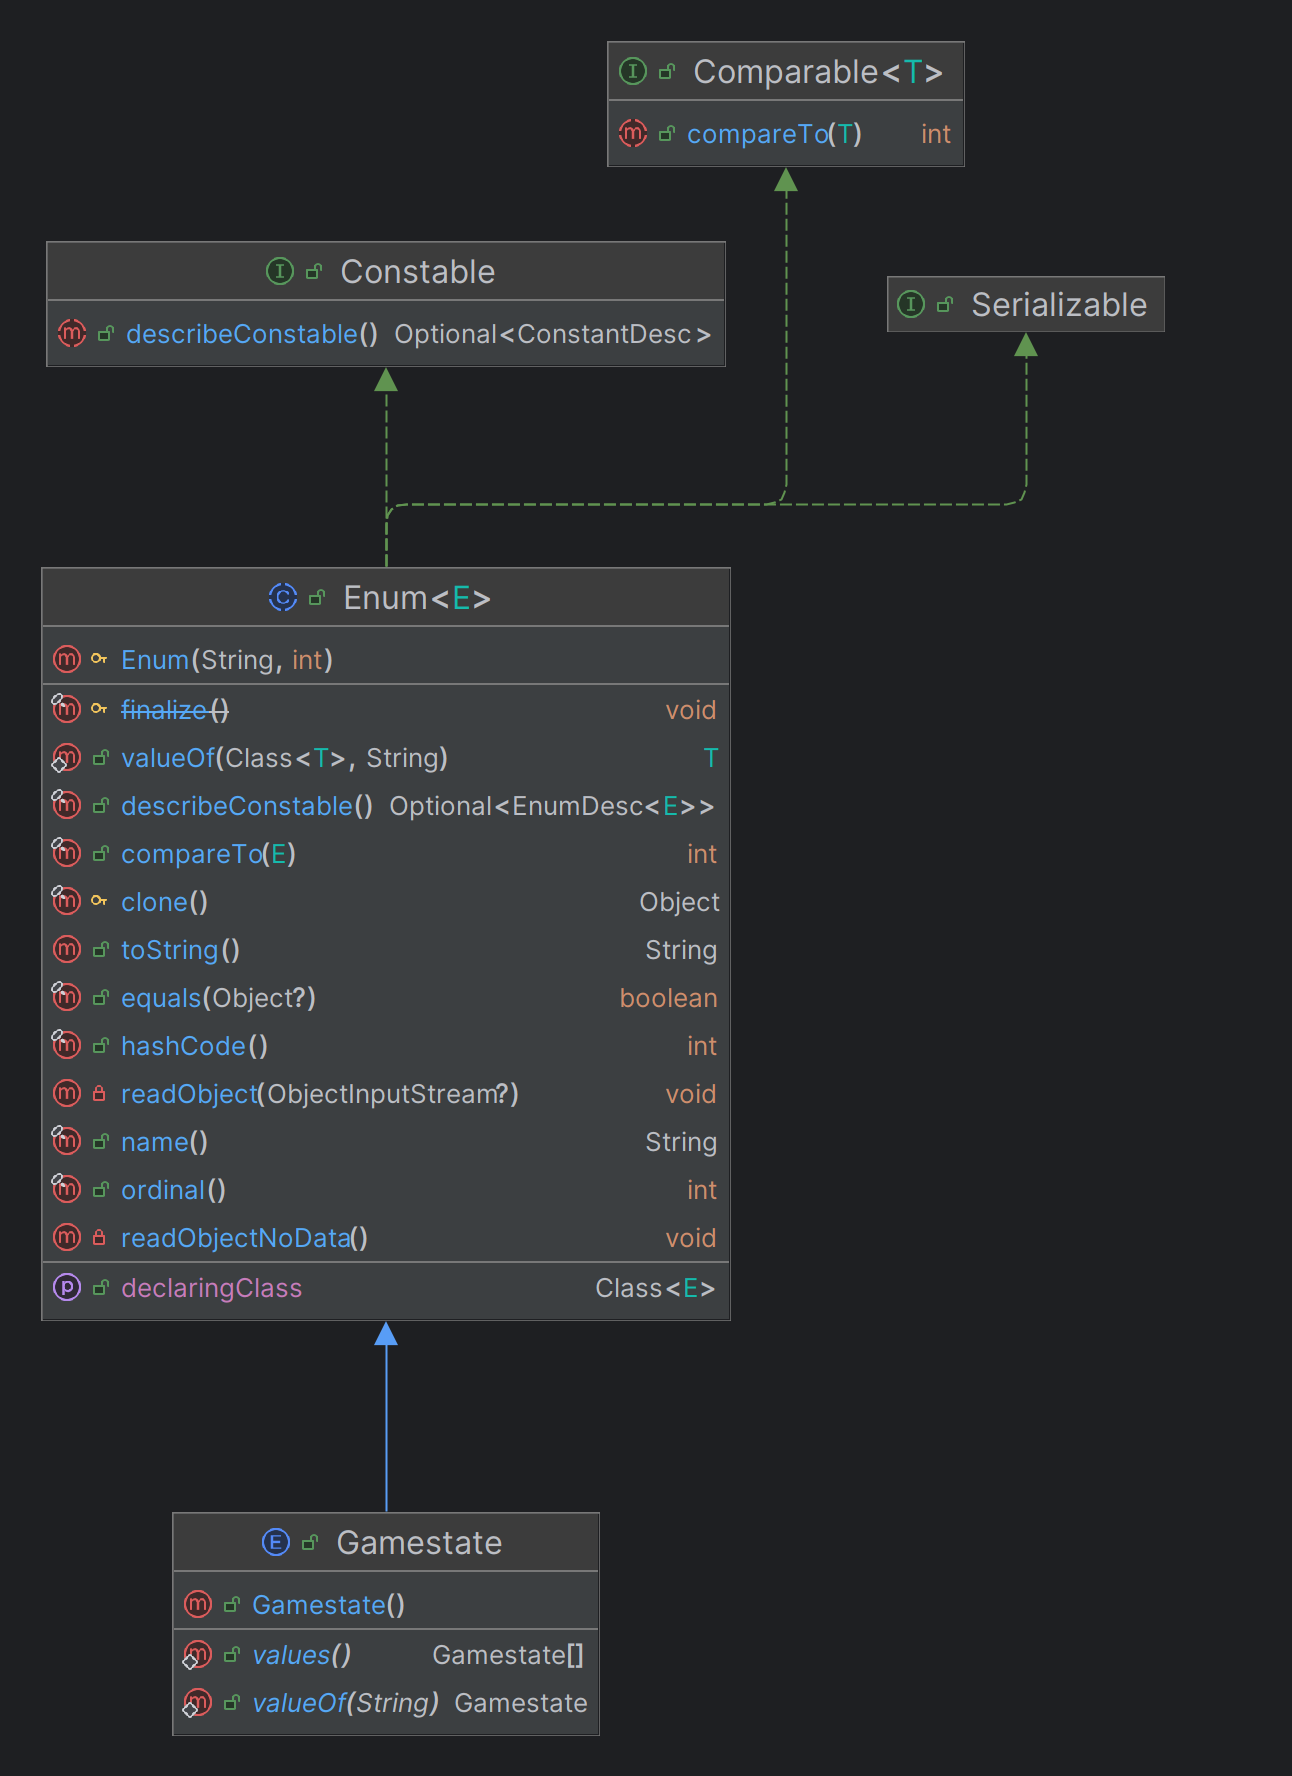 Comparable<T>
compareTo(T) int
Constable
describeConstable() Optional<ConstantDesc>
Serializable
Enum<E>
Enum(String, int)
finalize() void
valueOf(Class<T>, String) T
describeConstable() Optional<EnumDesc<E>>
compareTo(E) int
clone() Object
toString() String
equals(Object?) boolean
hashCode() int
readObject(ObjectInputStream?) void
name() String
ordinal() int
readObjectNoData() void
declaringClass Class<E>
Gamestate
Gamestate()
values() Gamestate[]
valueOf(String) Gamestate